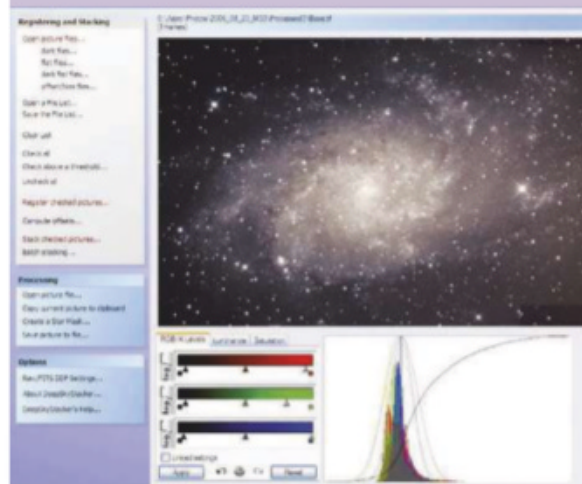 Registering and Stacking
Open picture files...
dark files...
flat files...
dark flat files...
offset/bias files...
Open a File List...
Save the File List...
Clear List
Check all
Check above a threshold...
Uncheck all
Register checked pictures...
Compute offsets...
Stack checked pictures...
Batch stacking ...
Processing
Open picture file...
Copy current picture to clipboard
Create a Star Mask...
Save picture to file...
Options
Raw/FITS DDP Settings...
About DeepSkyStacker...
DeepSkyStacker's Help...
RGB/K Levels
Luminance
Saturation
Linked settings
Apply
Reset